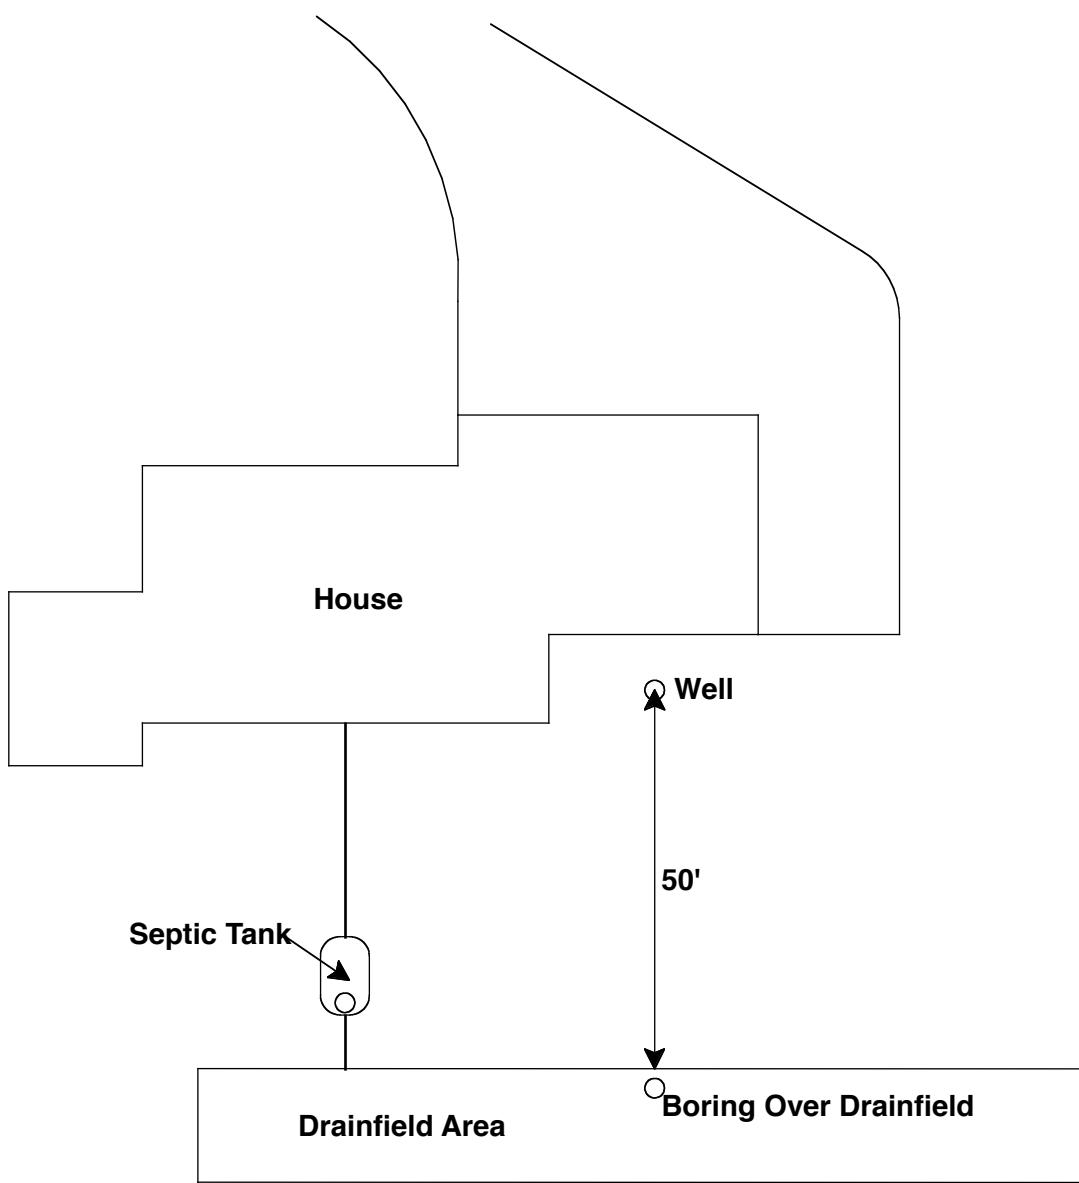 House
Well
50'
Septic Tank
Boring Over Drainfield
Drainfield Area